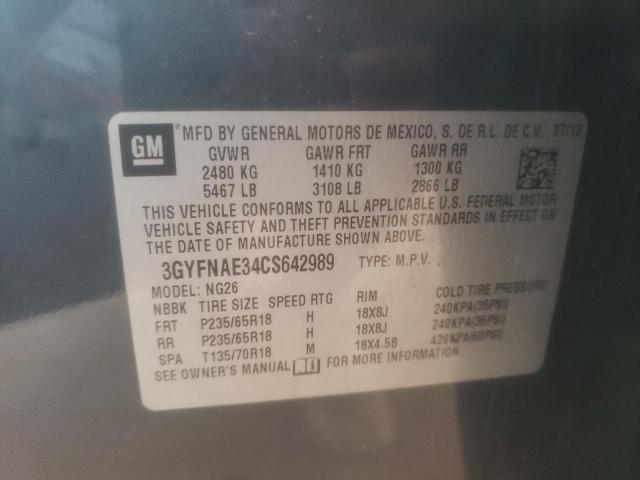 GM ® MFD BY GENERAL MOTORS DE MEXICO, S. DE R.L. DE C.V. 07/12
GVWR GAWR FRT GAWR RR
2480 KG 1410 KG 1300 KG
5467 LB 3108 LB 2866 LB
THIS VEHICLE CONFORMS TO ALL APPLICABLE U.S. FEDERAL MOTOR
VEHICLE SAFETY AND THEFT PREVENTION STANDARDS IN EFFECT ON
THE DATE OF MANUFACTURE SHOWN ABOVE.
3GYFNAE34CS642989 TYPE: M.P.V.
MODEL: NG26
NBBK TIRE SIZE SPEED RTG RIM COLD TIRE PRESSURE
FRT P235/65R18 H 18X8J 240KPA(35PSI)
RR P235/65R18 H 18X8J 240KPA(35PSI)
SPA T135/70R18 M 18X4.5B 420KPA(60PSI)
SEE OWNER'S MANUAL FOR MORE INFORMATION.